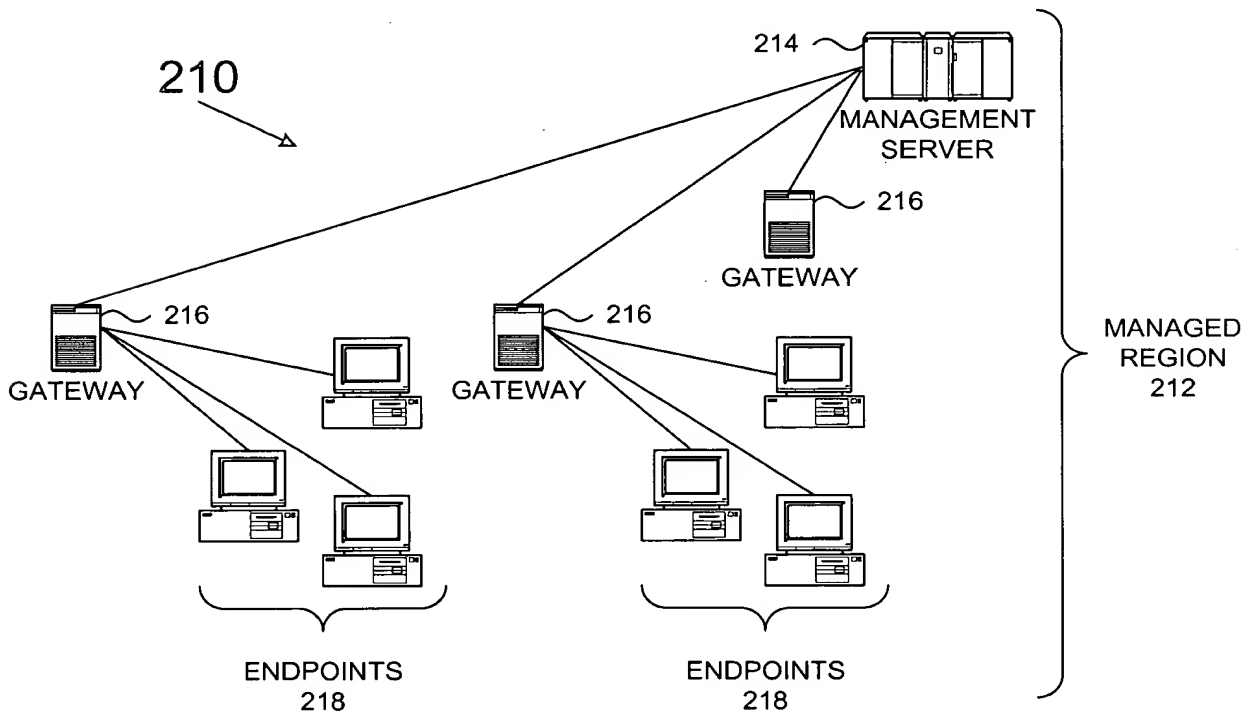 214
210
MANAGEMENT
SERVER
216
GATEWAY
216
GATEWAY
216
GATEWAY
MANAGED
REGION
212
ENDPOINTS
218
ENDPOINTS
218